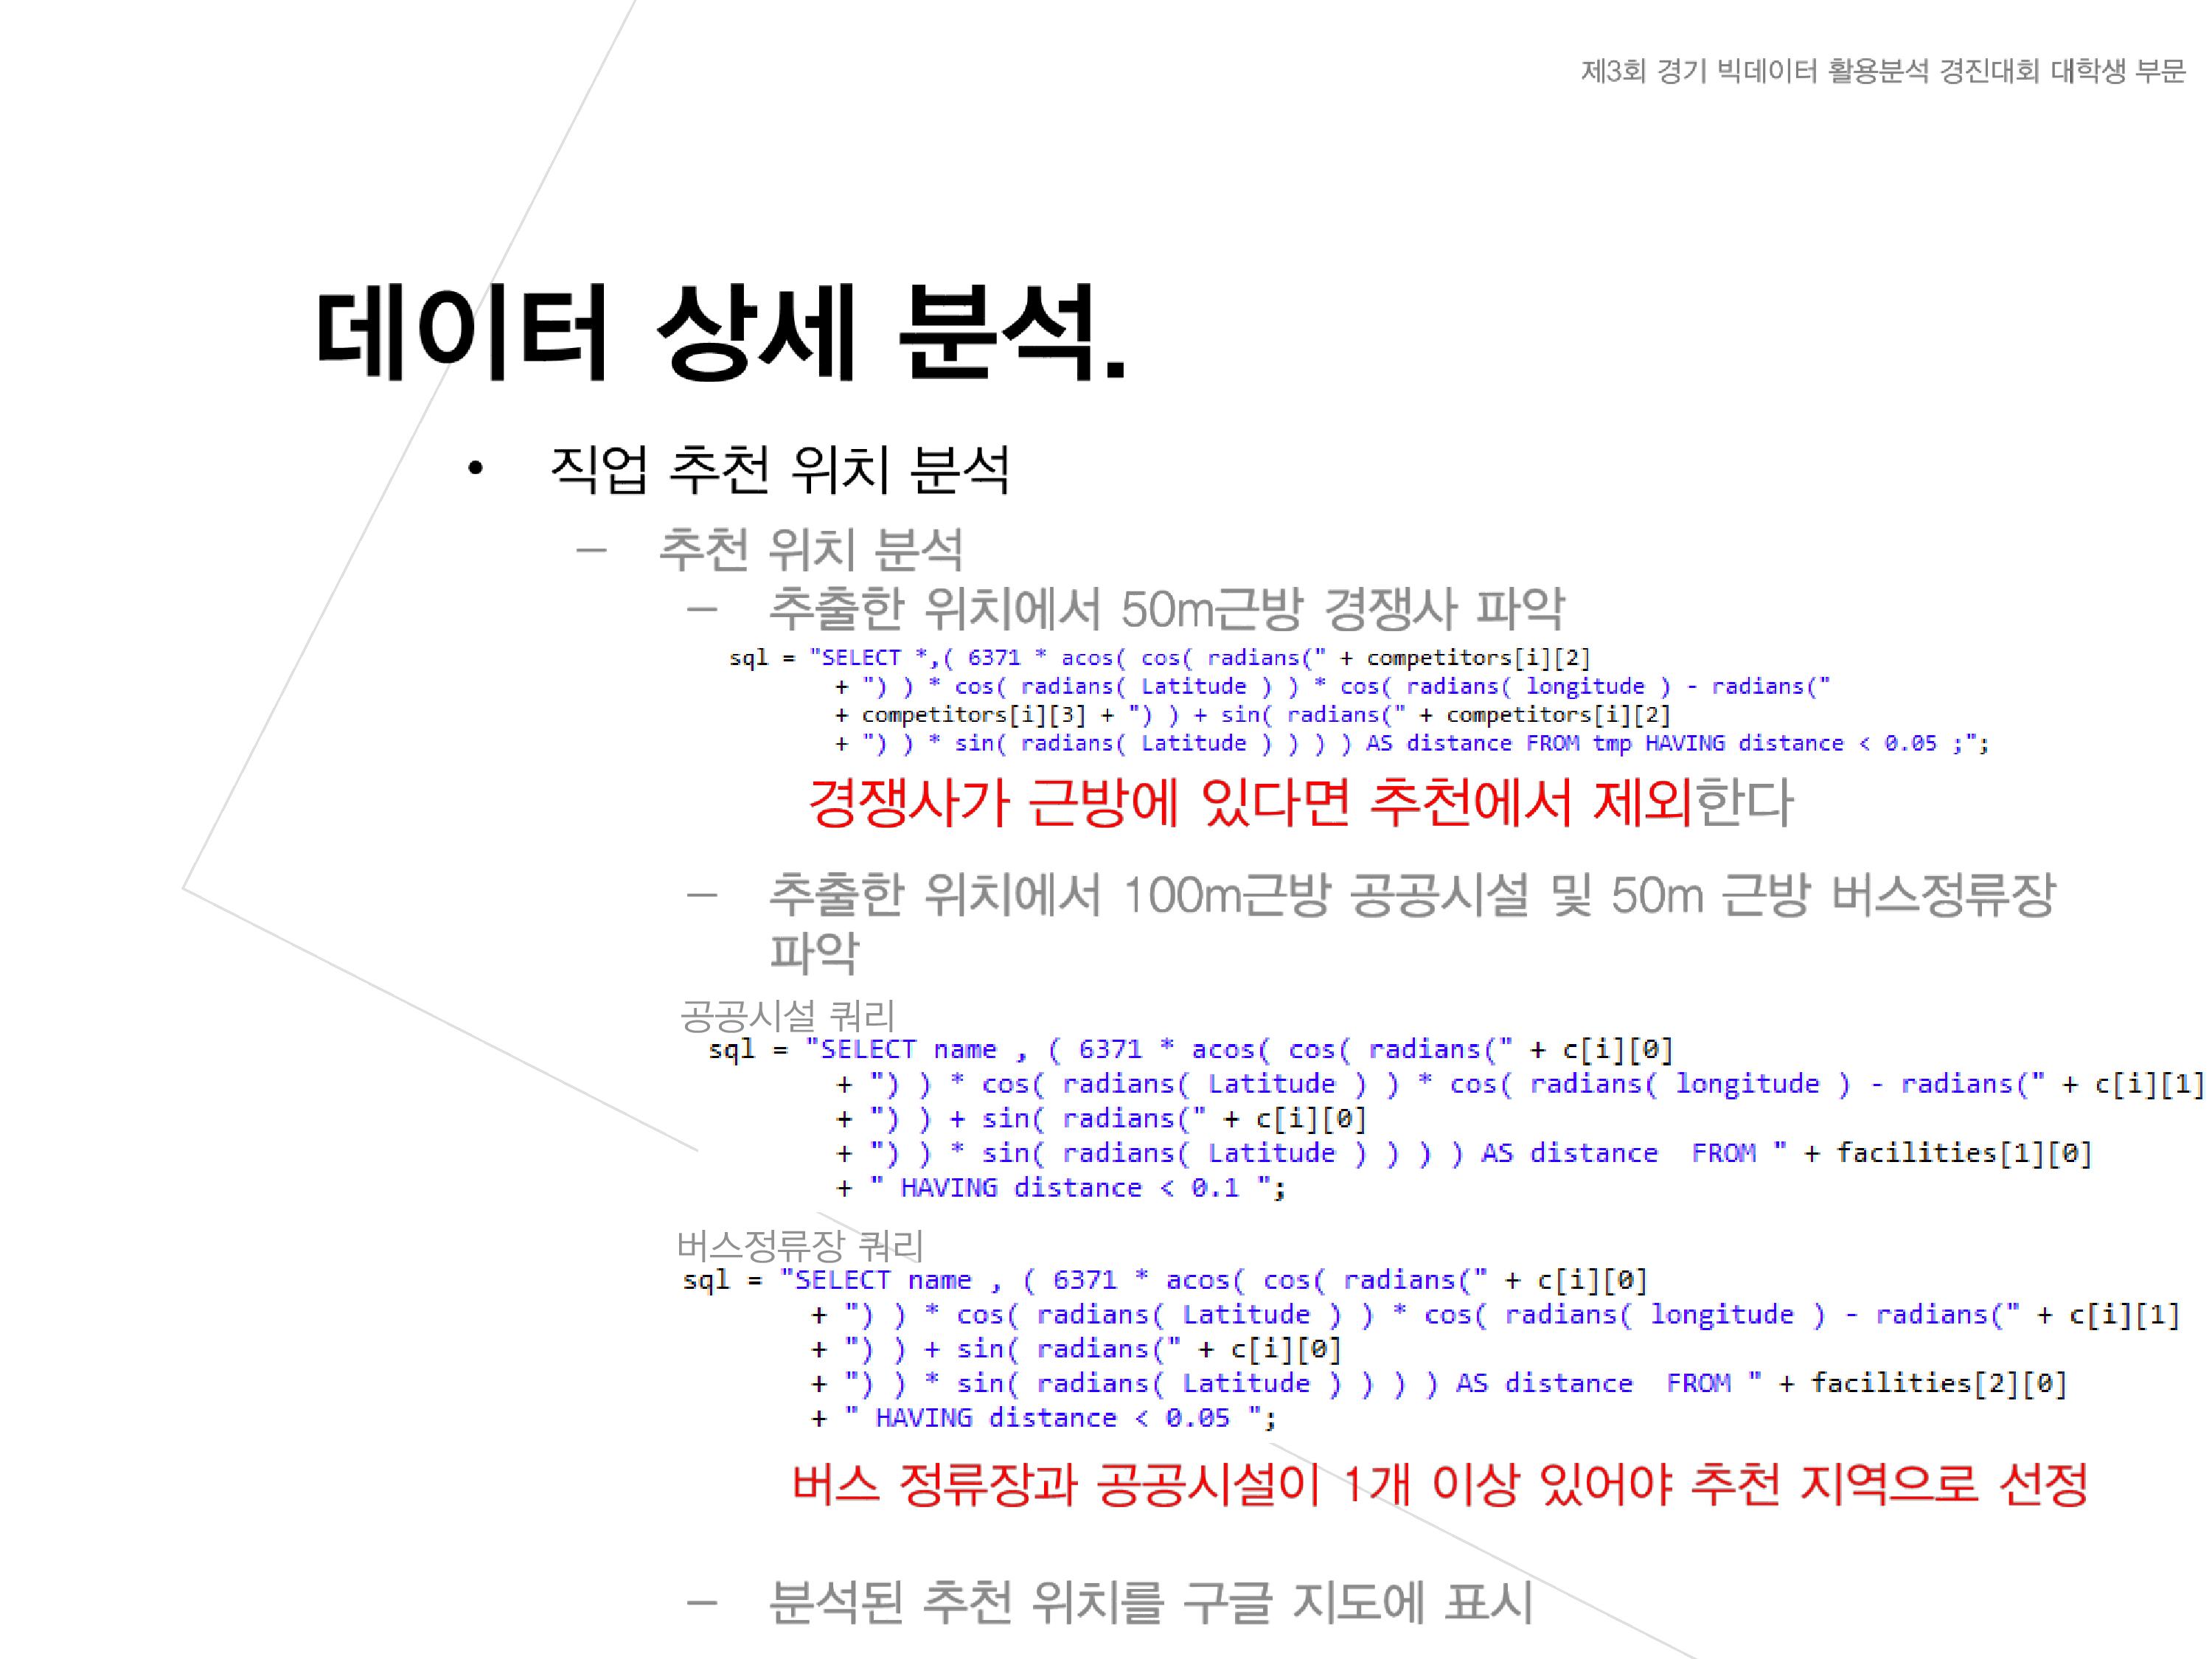 제3회 경기 빅데이터 활용분석 경진대회 대학생 부문
데이터 상세 분석.
• 직업 추천 위치 분석
– 추천 위치 분석
– 추출한 위치에서 50m근방 경쟁사 파악
sql = "SELECT *,( 6371 * acos( cos( radians(" + competitors[i][2]
+ ") ) * cos( radians( Latitude ) ) * cos( radians( longitude ) - radians("
+ competitors[i][3] + ") ) + sin( radians(" + competitors[i][2]
+ ") ) * sin( radians( Latitude ) ) ) ) AS distance FROM tmp HAVING distance < 0.05 ;";
경쟁사가 근방에 있다면 추천에서 제외한다
– 추출한 위치에서 100m근방 공공시설 및 50m 근방 버스정류장
파악
공공시설 쿼리
sql = "SELECT name , ( 6371 * acos( cos( radians(" + c[i][0]
+ ") ) * cos( radians( Latitude ) ) * cos( radians( longitude ) - radians(" + c[i][1]
+ ") ) + sin( radians(" + c[i][0]
+ ") ) * sin( radians( Latitude ) ) ) ) AS distance  FROM " + facilities[1][0]
+ " HAVING distance < 0.1 ";
버스정류장 쿼리
sql = "SELECT name , ( 6371 * acos( cos( radians(" + c[i][0]
+ ") ) * cos( radians( Latitude ) ) * cos( radians( longitude ) - radians(" + c[i][1]
+ ") ) + sin( radians(" + c[i][0]
+ ") ) * sin( radians( Latitude ) ) ) ) AS distance  FROM " + facilities[2][0]
+ " HAVING distance < 0.05 ";
버스 정류장과 공공시설이 1개 이상 있어야 추천 지역으로 선정
– 분석된 추천 위치를 구글 지도에 표시